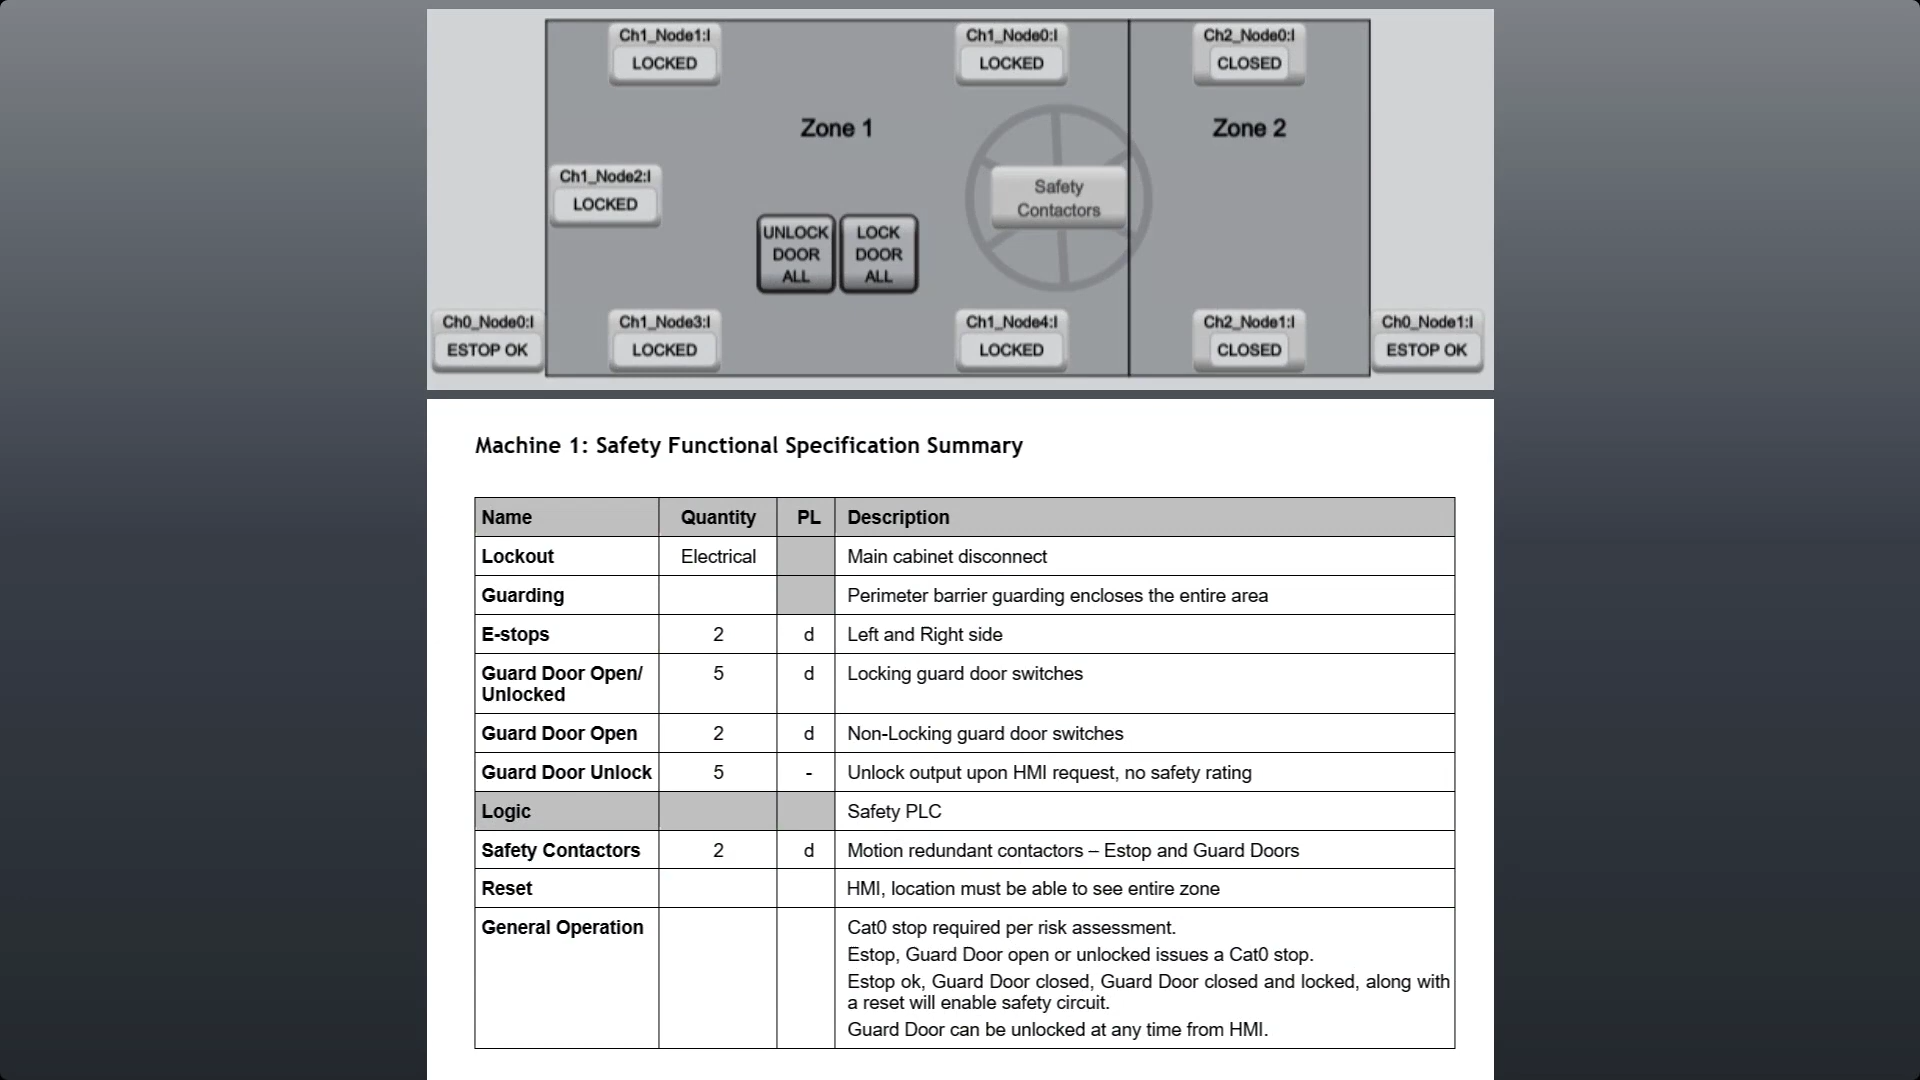 Ch1_Node1:I
LOCKED
Ch1_Node0:I
LOCKED
Ch2_Node0:I
CLOSED
Zone 1
Zone 2
Ch1_Node2:I
LOCKED
Safety
Contactors
UNLOCK
DOOR
ALL
LOCK
DOOR
ALL
Ch0_Node0:I
ESTOP OK
Ch1_Node3:I
LOCKED
Ch1_Node4:I
LOCKED
Ch2_Node1:I
CLOSED
Ch0_Node1:I
ESTOP OK
Machine 1: Safety Functional Specification Summary
Name Quantity PL Description
Lockout Electrical Main cabinet disconnect
Guarding Perimeter barrier guarding encloses the entire area
E-stops 2 d Left and Right side
Guard Door Open/ 5 d Locking guard door switches
Unlocked
Guard Door Open 2 d Non-Locking guard door switches
Guard Door Unlock 5 - Unlock output upon HMI request, no safety rating
Logic Safety PLC
Safety Contactors 2 d Motion redundant contactors – Estop and Guard Doors
Reset HMI, location must be able to see entire zone
General Operation Cat0 stop required per risk assessment.
Estop, Guard Door open or unlocked issues a Cat0 stop.
Estop ok, Guard Door closed, Guard Door closed and locked, along with
a reset will enable safety circuit.
Guard Door can be unlocked at any time from HMI.